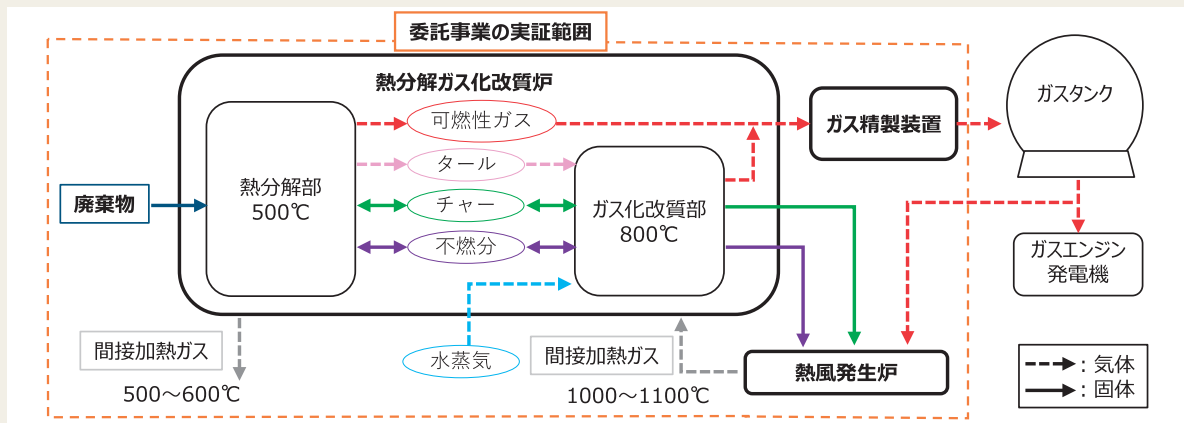 委託事業の実証範囲
熱分解ガス化改質炉
ガスタンク
可燃性ガス
ガス精製装置
タール
熱分解部
500℃
廃棄物
チャー
ガス化改質部
800℃
不燃分
ガスエンジン
発電機
間接加熱ガス
水蒸気
間接加熱ガス
熱風発生炉
500～600℃
1000～1100℃
：気体
：固体